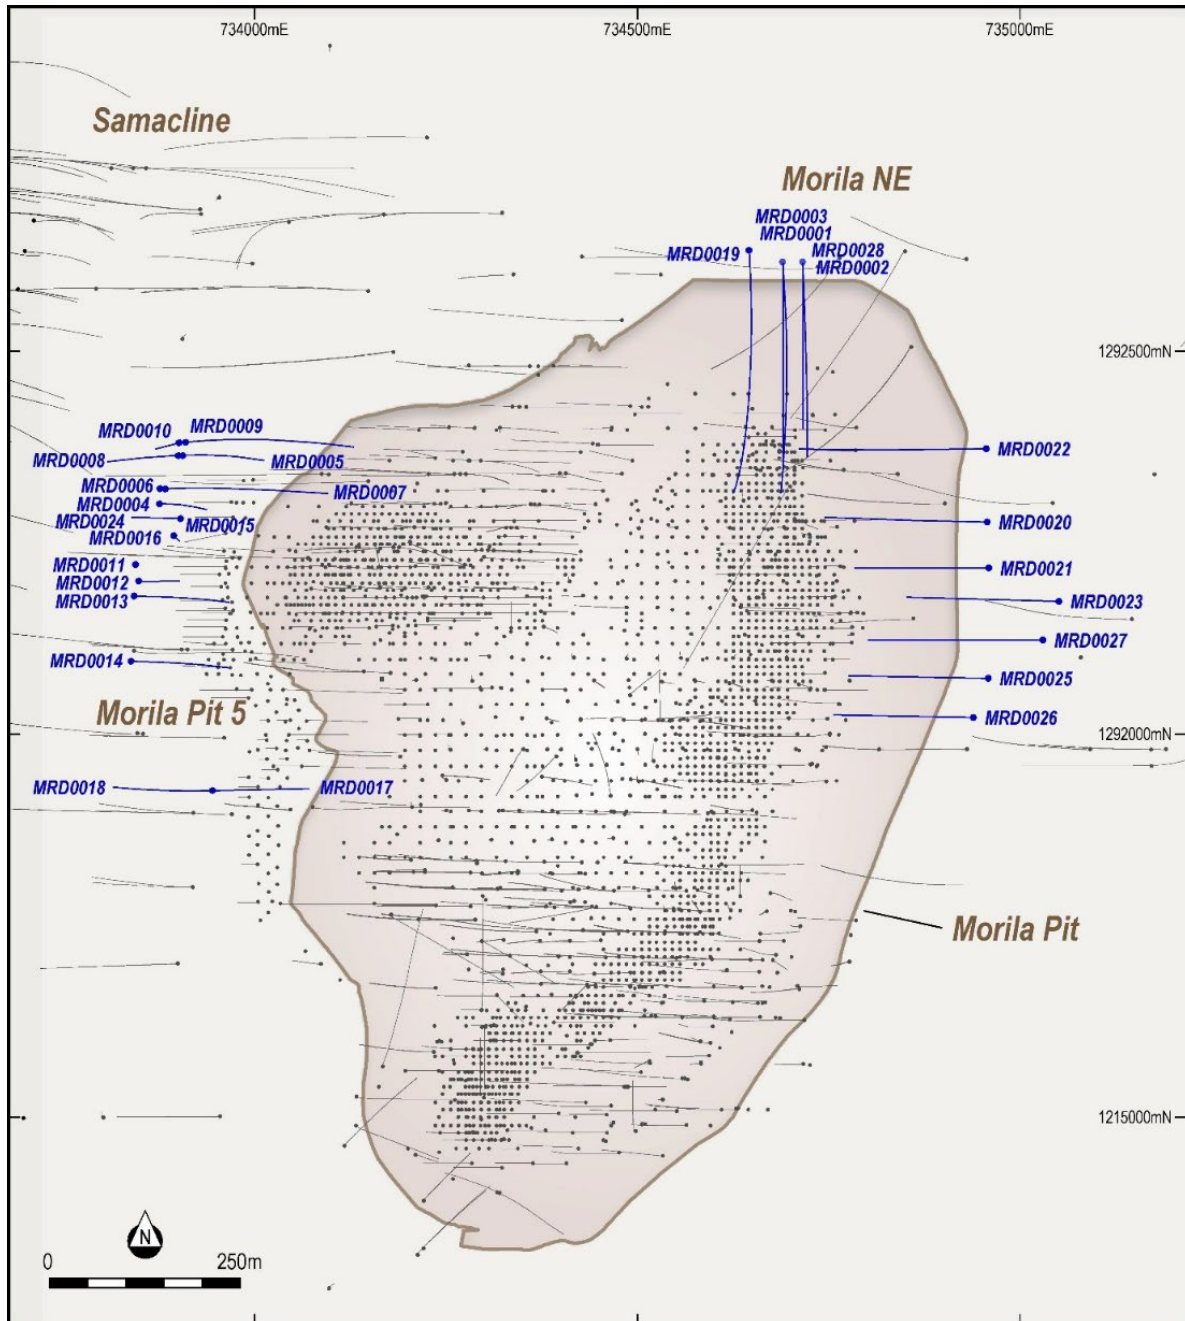 734000mE
734500mE
735000mE
Samacline
Morila NE
MRD0003
MRD0001
MRD0019
MRD0028
MRD0002
1292500mN
MRD0010
MRD0009
MRD0008
MRD0005
MRD0022
MRD0006
MRD0007
MRD0004
MRD0024
MRD0015
MRD0020
MRD0016
MRD0011
MRD0021
MRD0012
MRD0013
MRD0023
MRD0027
MRD0014
MRD0025
Morila Pit 5
MRD0026
1292000mN
MRD0018
MRD0017
Morila Pit
1215000mN
N
0
250m